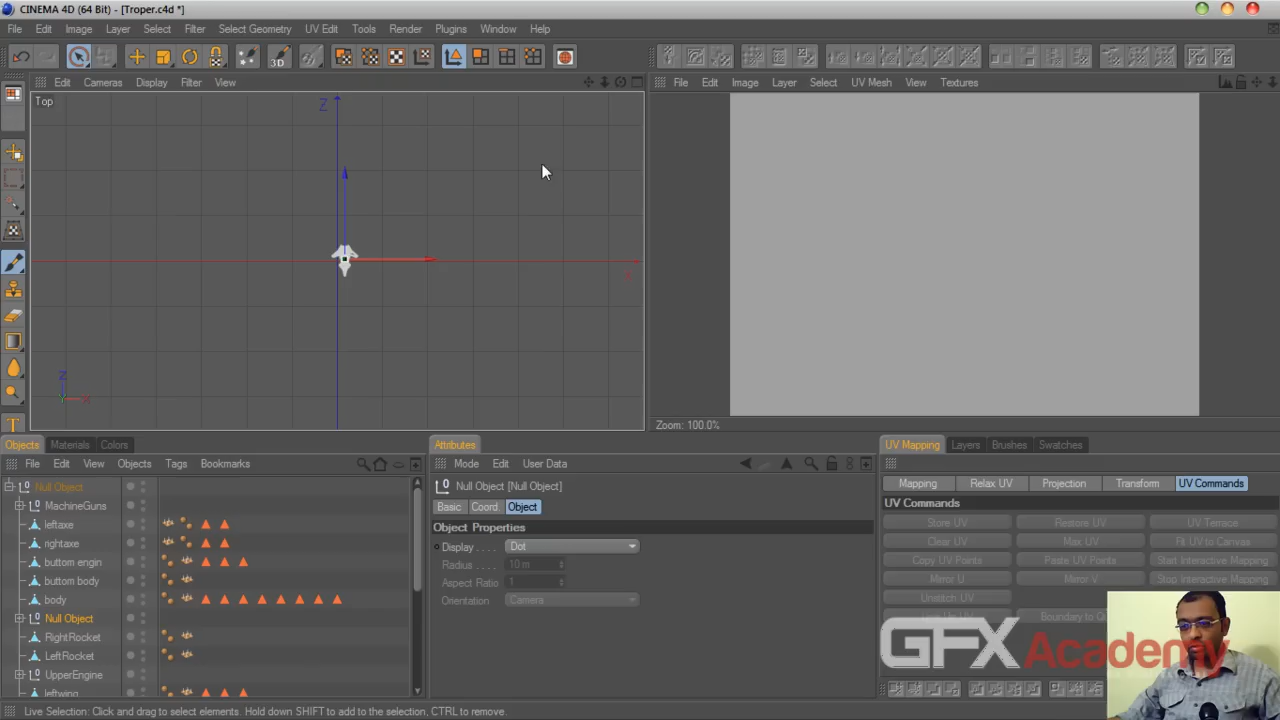 CINEMA 4D (64 Bit) - [Troper.c4d *]
File Edit Image Layer Select Filter Select Geometry UV Edit Tools Render Plugins Window Help
3D
Edit Cameras Display Filter View
File Edit Image Layer Select UV Mesh View Textures
Top
Z
X
Z
X
Zoom: 100.0%
T
Objects Materials Colors
Attributes
UV Mapping Layers Brushes Swatches
File Edit View Objects Tags Bookmarks
Mode Edit User Data
Null Object
Null Object [Null Object]
Mapping Relax UV Projection Transform UV Commands
MachineGuns
Basic Coord. Object
UV Commands
leftaxe
Object Properties
Store UV Restore UV UV Terrace
rightaxe
Display . . . . Dot
Clear UV Max UV Fit UV to Canvas
buttom engin
Radius . . . . 10 m
Copy UV Points Paste UV Points Start Interactive Mapping
buttom body
Aspect Ratio 1
Mirror U Mirror V Stop Interactive Mapping
body
Orientation Camera
Unstitch UV
Null Object
RightRocket
LeftRocket
UpperEngine
leftwing
GFXAcademy
Live Selection: Click and drag to select elements. Hold down SHIFT to add to the selection, CTRL to remove.